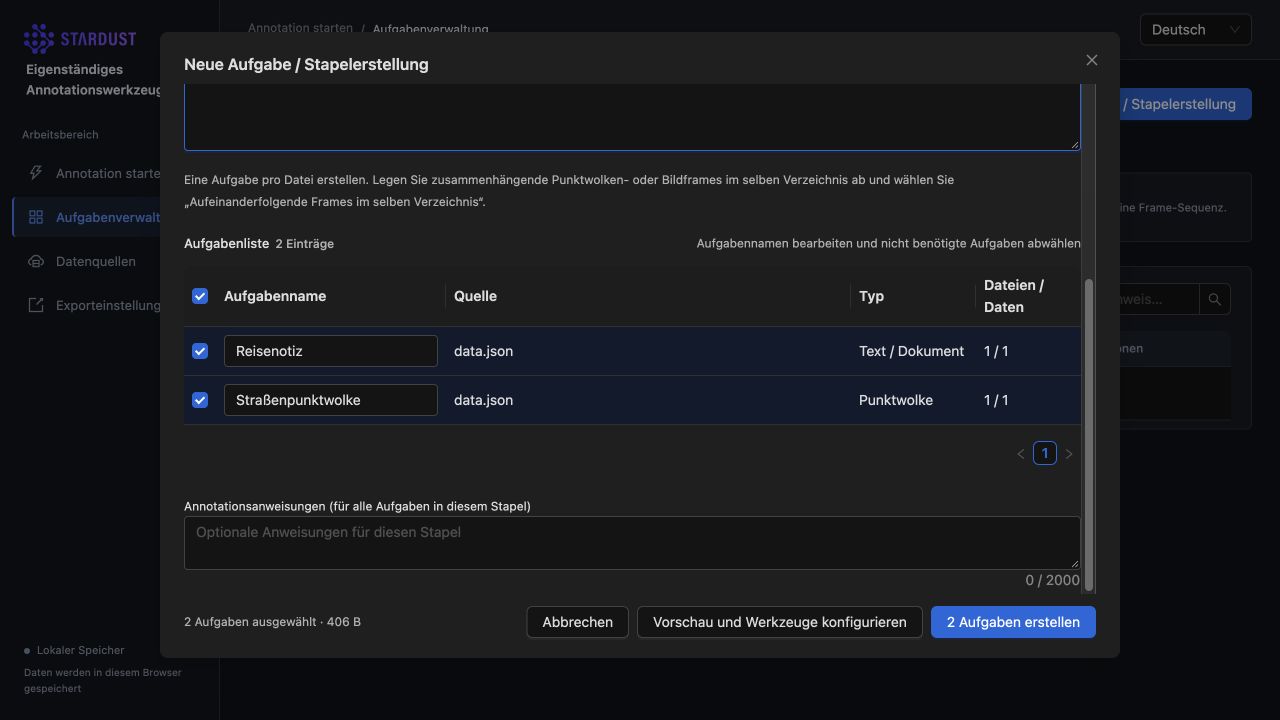 STARDUST
Eigenständiges
Annotationswerkzeug
Arbeitsbereich
Annotation starte
Aufgabenverwalt
Datenquellen
Exporteinstellung
Lokaler Speicher
Daten werden in diesem Browser
gespeichert
Annotation starten / Aufgabenverwaltung
Deutsch
/ Stapelerstellung
ine Frame-Sequenz.
nweis...
onen
Neue Aufgabe / Stapelerstellung
Eine Aufgabe pro Datei erstellen. Legen Sie zusammenhängende Punktwolken- oder Bildframes im selben Verzeichnis ab und wählen Sie
„Aufeinanderfolgende Frames im selben Verzeichnis“.
Aufgabenliste 2 Einträge
Aufgabennamen bearbeiten und nicht benötigte Aufgaben abwählen
Aufgabenname Quelle Typ Dateien /
Daten
Reisenotiz data.json Text / Dokument 1 / 1
Straßenpunktwolke data.json Punktwolke 1 / 1
1
Annotationsanweisungen (für alle Aufgaben in diesem Stapel)
Optionale Anweisungen für diesen Stapel
0 / 2000
2 Aufgaben ausgewählt · 406 B
Abbrechen
Vorschau und Werkzeuge konfigurieren
2 Aufgaben erstellen